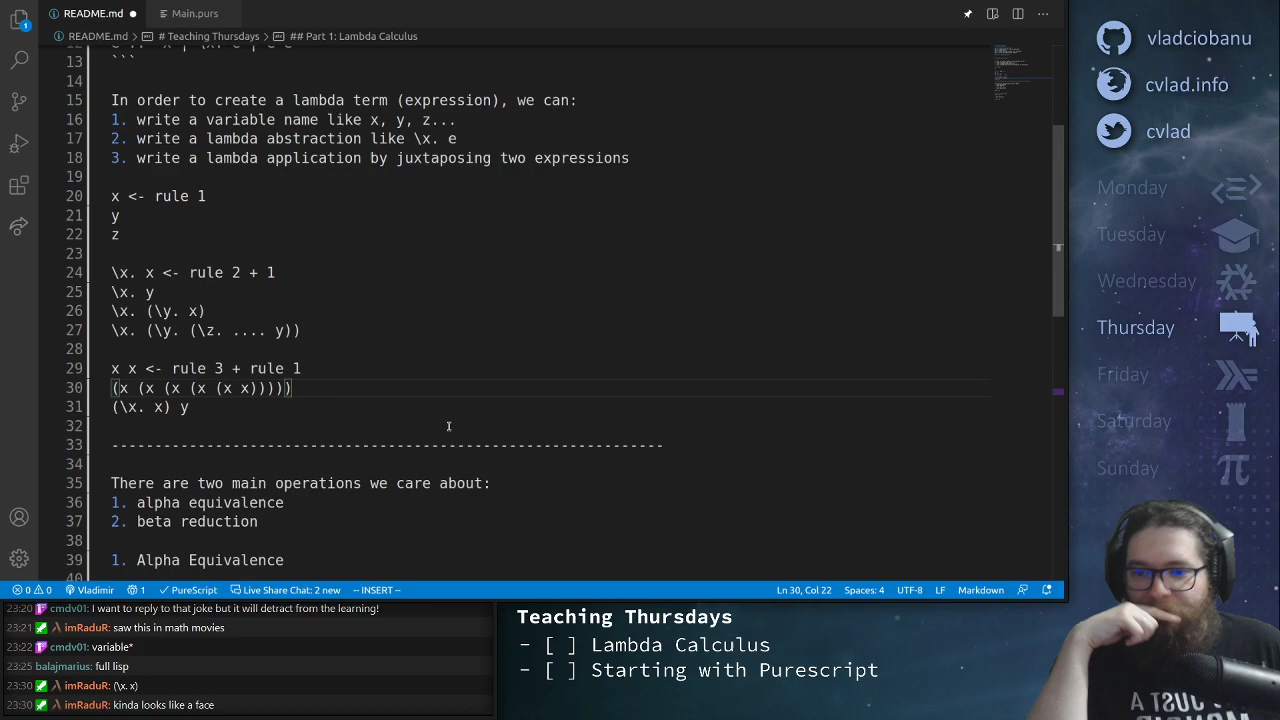 README.md
Main.purs
README.md > # Teaching Thursdays > ## Part 1: Lambda Calculus
13 ```
14
15 In order to create a lambda term (expression), we can:
16 1. write a variable name like x, y, z...
17 2. write a lambda abstraction like \x. e
18 3. write a lambda application by juxtaposing two expressions
19
20 x <- rule 1
21 y
22 z
23
24 \x. x <- rule 2 + 1
25 \x. y
26 \x. (\y. x)
27 \x. (\y. (\z. .... y))
28
29 x x <- rule 3 + rule 1
30 (x (x (x (x (x x)))))
31 (\x. x) y
32
33 ----------------------------------------------------------------
34
35 There are two main operations we care about:
36 1. alpha equivalence
37 2. beta reduction
38
39 1. Alpha Equivalence
40
1
0 0 Vladimir 1 PureScript Live Share Chat: 2 new -- INSERT -- Ln 30, Col 22 Spaces: 4 UTF-8 LF Markdown
23:20 cmdv01: I want to reply to that joke but it will detract from the learning!
23:21 imRaduR: saw this in math movies
23:22 cmdv01: variable*
23:25 balajmarius: full lisp
23:30 imRaduR: (\x. x)
23:30 imRaduR: kinda looks like a face
Teaching Thursdays
- [ ] Lambda Calculus
- [ ] Starting with Purescript
vladciobanu
cvlad.info
cvlad
Monday
Tuesday
Wednesday
Thursday
Friday
Saturday
Sunday
I'M
JUST A